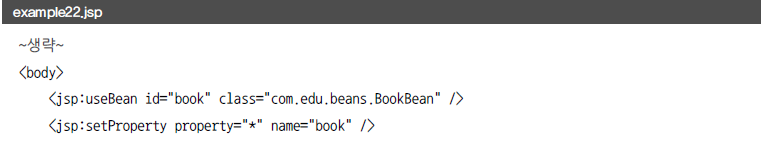 example22.jsp
~생략~
<body>
<jsp:useBean id="book" class="com.edu.beans.BookBean" />
<jsp:setProperty property="*" name="book" />